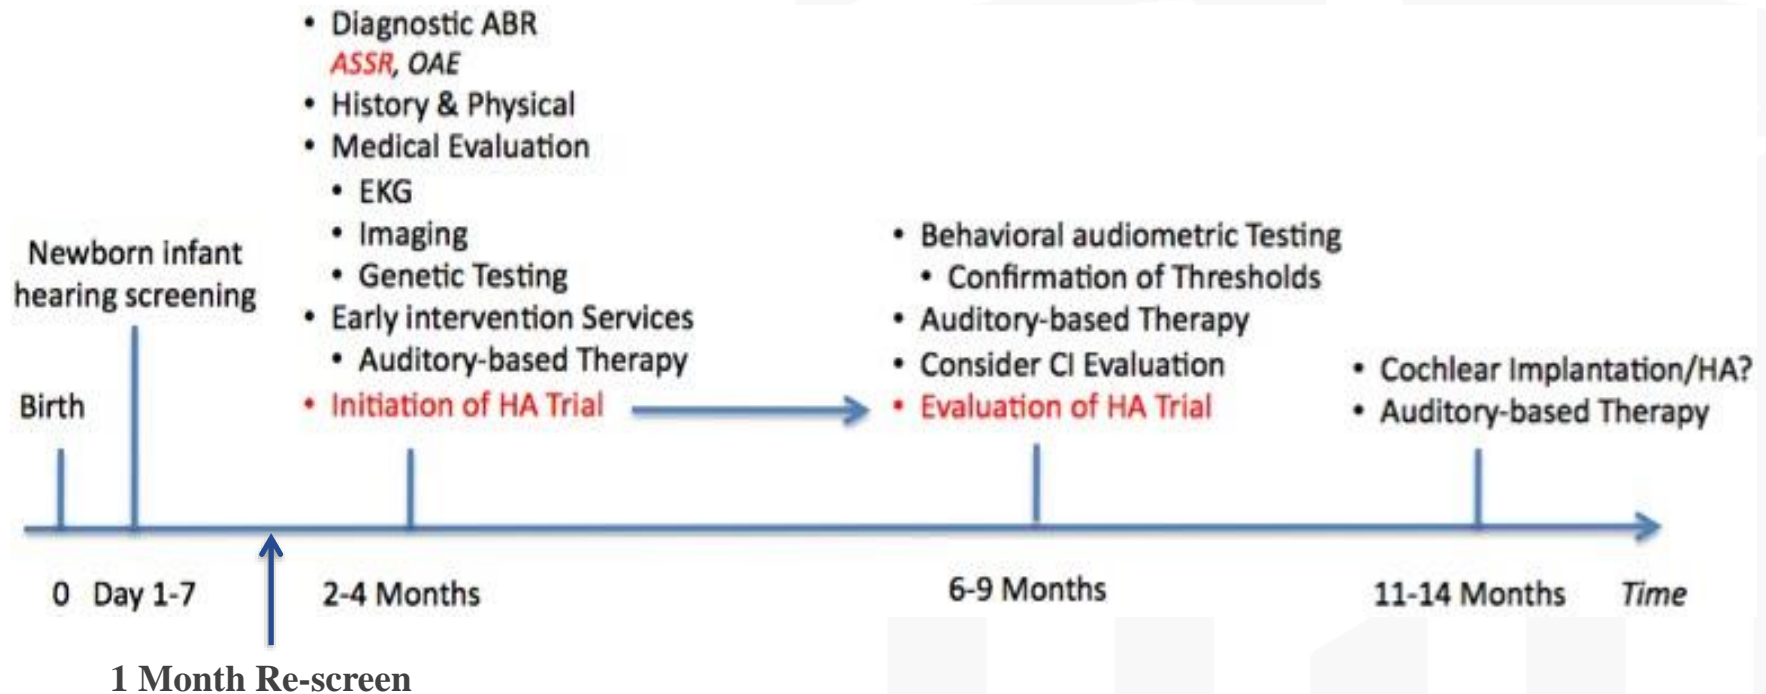 Newborn infant
hearing screening
Birth
• Diagnostic ABR
ASSR, OAE
• History & Physical
• Medical Evaluation
• EKG
• Imaging
• Genetic Testing
• Early intervention Services
• Auditory-based Therapy
• Initiation of HA Trial
• Behavioral audiometric Testing
• Confirmation of Thresholds
• Auditory-based Therapy
• Consider CI Evaluation
• Evaluation of HA Trial
• Cochlear Implantation/HA?
• Auditory-based Therapy
0 Day 1-7 2-4 Months 6-9 Months 11-14 Months Time
1 Month Re-screen